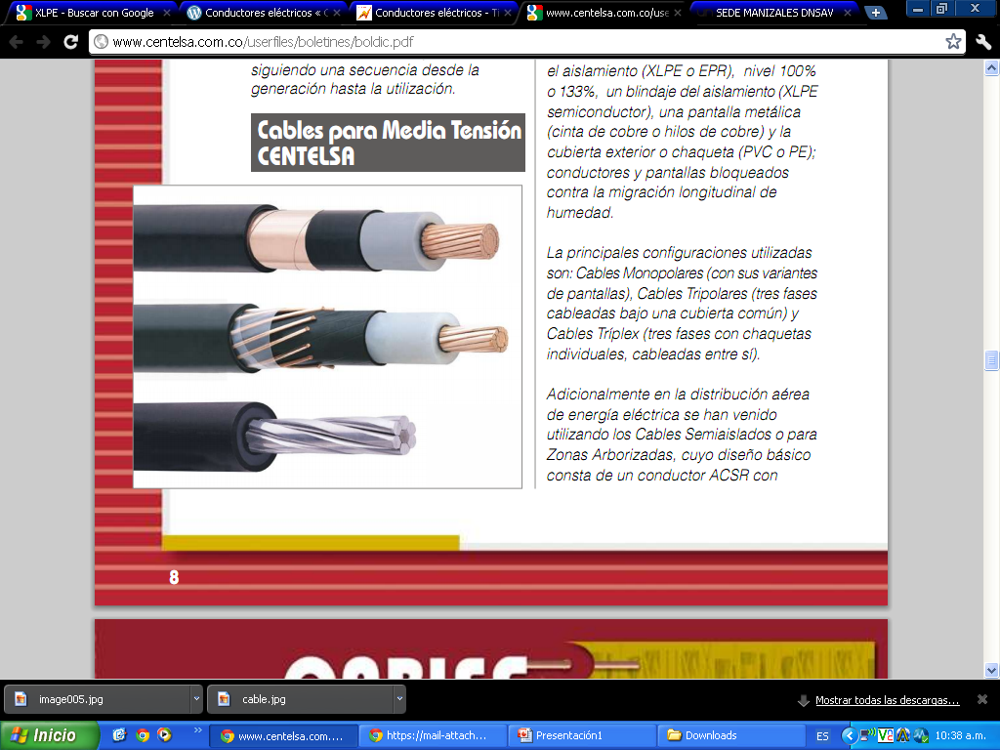 XLPE - Buscar con Google
Conductores eléctricos « C
Conductores eléctricos - Ti
www.centelsa.com.co/use
SEDE MANIZALES DNSAV
www.centelsa.com.co/userfiles/boletines/boldic.pdf
siguiendo una secuencia desde la
generación hasta la utilización.
Cables para Media Tensión
CENTELSA
el aislamiento (XLPE o EPR), nivel 100%
o 133%, un blindaje del aislamiento (XLPE
semiconductor), una pantalla metálica
(cinta de cobre o hilos de cobre) y la
cubierta exterior o chaqueta (PVC o PE);
conductores y pantallas bloqueados
contra la migración longitudinal de
humedad.
La principales configuraciones utilizadas
son: Cables Monopolares (con sus variantes
de pantallas), Cables Tripolares (tres fases
cableadas bajo una cubierta común) y
Cables Tríplex (tres fases con chaquetas
individuales, cableadas entre sí).
Adicionalmente en la distribución aérea
de energía eléctrica se han venido
utilizando los Cables Semiaislados o para
Zonas Arborizadas, cuyo diseño básico
consta de un conductor ACSR con
8
CABLES
image005.jpg
cable.jpg
Mostrar todas las descargas...
Inicio
www.centelsa.com....
https://mail-attach...
Presentación1
Downloads
ES
10:38 a.m.